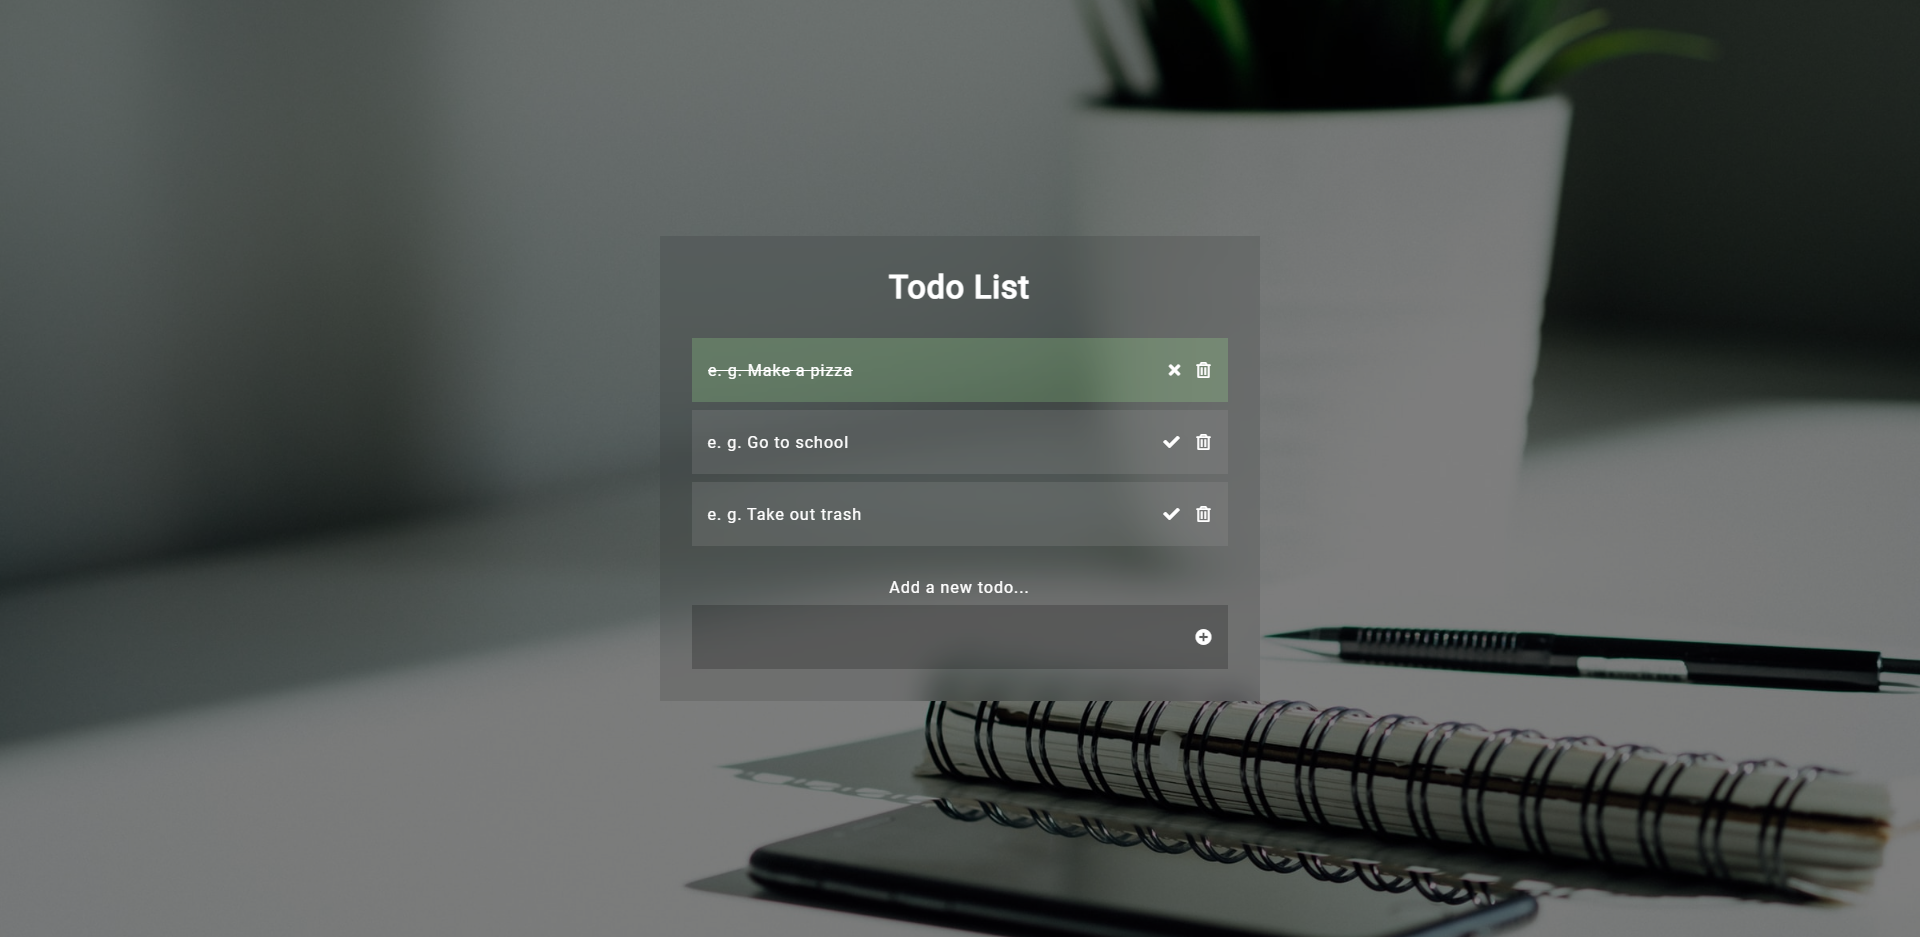 Todo List
e. g. Make a pizza
e. g. Go to school
e. g. Take out trash
Add a new todo...